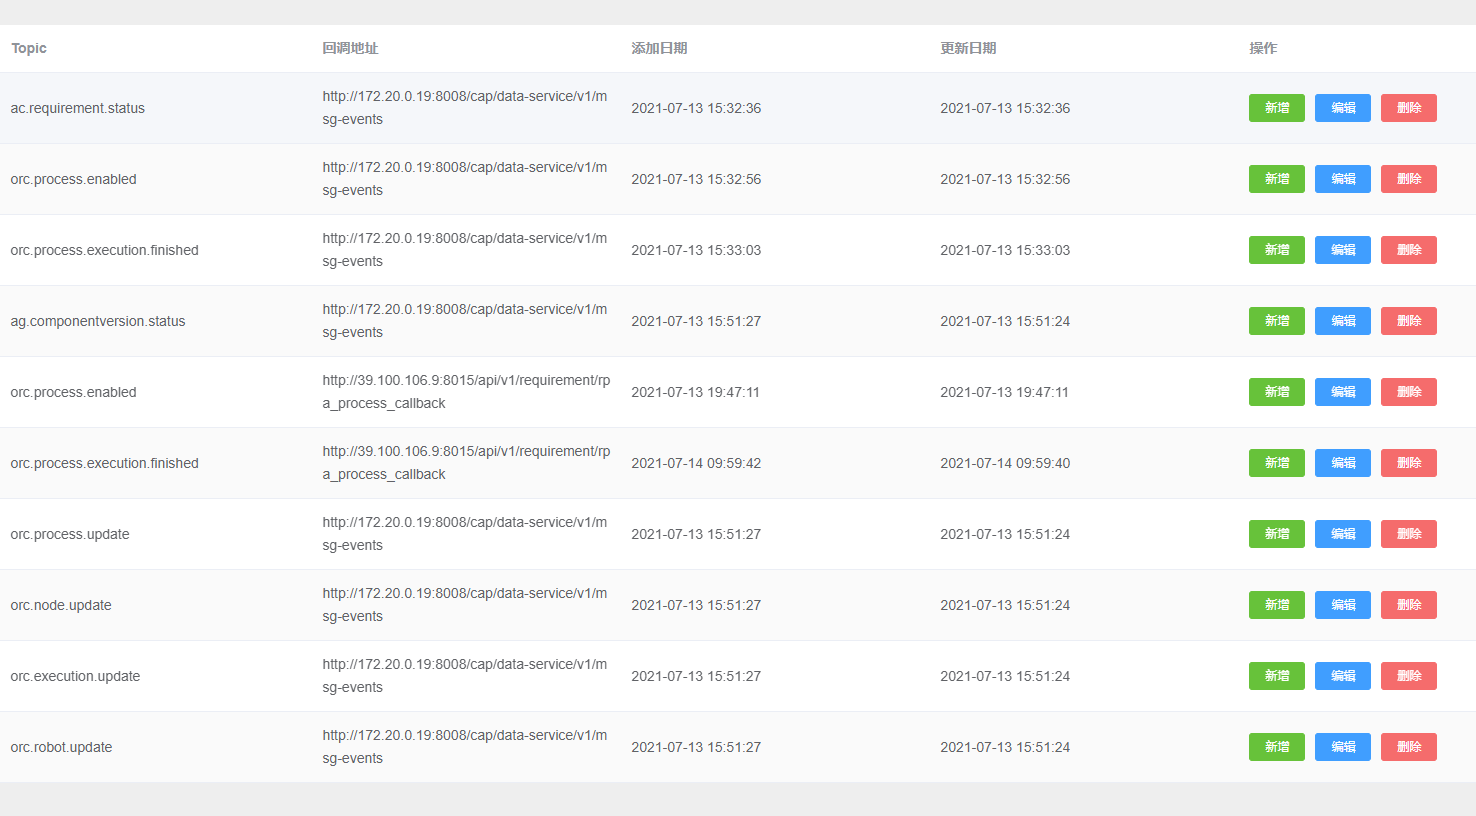 Topic 回调地址 添加日期 更新日期 操作
ac.requirement.status http://172.20.0.19:8008/cap/data-service/v1/m 2021-07-13 15:32:36 2021-07-13 15:32:36 新增 编辑 删除
sg-events
orc.process.enabled http://172.20.0.19:8008/cap/data-service/v1/m 2021-07-13 15:32:56 2021-07-13 15:32:56 新增 编辑 删除
sg-events
orc.process.execution.finished http://172.20.0.19:8008/cap/data-service/v1/m 2021-07-13 15:33:03 2021-07-13 15:33:03 新增 编辑 删除
sg-events
ag.componentversion.status http://172.20.0.19:8008/cap/data-service/v1/m 2021-07-13 15:51:27 2021-07-13 15:51:24 新增 编辑 删除
sg-events
orc.process.enabled http://39.100.106.9:8015/api/v1/requirement/rp 2021-07-13 19:47:11 2021-07-13 19:47:11 新增 编辑 删除
a_process_callback
orc.process.execution.finished http://39.100.106.9:8015/api/v1/requirement/rp 2021-07-14 09:59:42 2021-07-14 09:59:40 新增 编辑 删除
a_process_callback
orc.process.update http://172.20.0.19:8008/cap/data-service/v1/m 2021-07-13 15:51:27 2021-07-13 15:51:24 新增 编辑 删除
sg-events
orc.node.update http://172.20.0.19:8008/cap/data-service/v1/m 2021-07-13 15:51:27 2021-07-13 15:51:24 新增 编辑 删除
sg-events
orc.execution.update http://172.20.0.19:8008/cap/data-service/v1/m 2021-07-13 15:51:27 2021-07-13 15:51:24 新增 编辑 删除
sg-events
orc.robot.update http://172.20.0.19:8008/cap/data-service/v1/m 2021-07-13 15:51:27 2021-07-13 15:51:24 新增 编辑 删除
sg-events